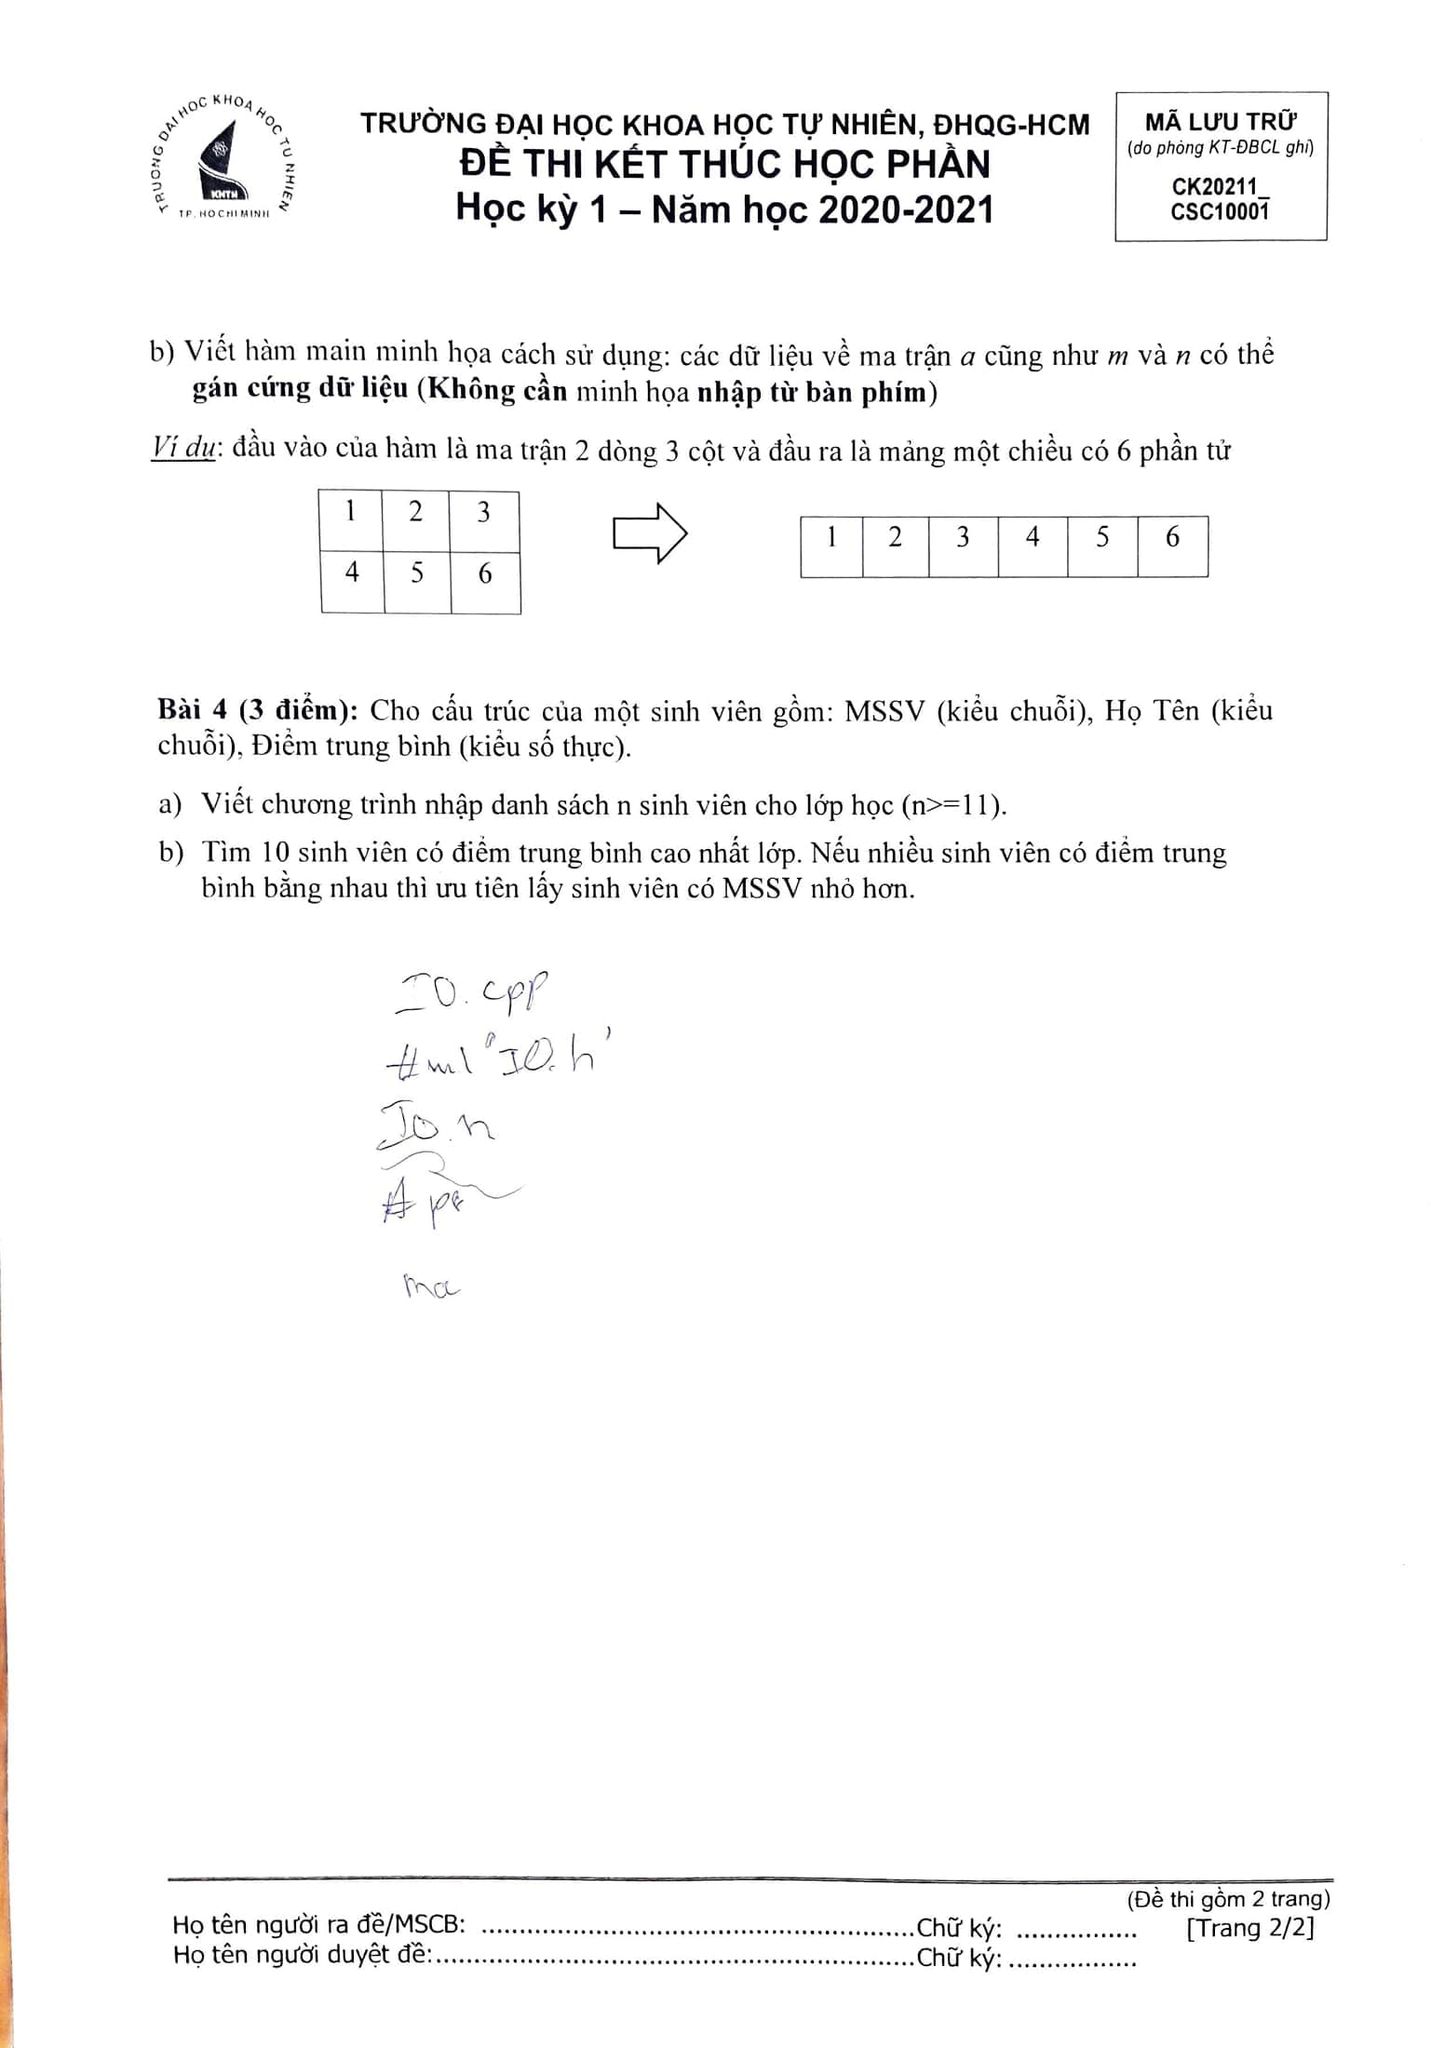 TRƯỜNG ĐẠI HỌC KHOA HỌC TỰ NHIÊN
KHTN
TP. HO CHI MINH
TRƯỜNG ĐẠI HỌC KHOA HỌC TỰ NHIÊN, ĐHQG-HCM
ĐỀ THI KẾT THÚC HỌC PHẦN
Học kỳ 1 – Năm học 2020-2021
MÃ LƯU TRỮ
(do phòng KT-ĐBCL ghi)
CK20211_
CSC10001
b) Viết hàm main minh họa cách sử dụng: các dữ liệu về ma trận a cũng như m và n có thể
gán cứng dữ liệu (Không cần minh họa nhập từ bàn phím)
Ví dụ: đầu vào của hàm là ma trận 2 dòng 3 cột và đầu ra là mảng một chiều có 6 phần tử
1 2 3
4 5 6
1 2 3 4 5 6
Bài 4 (3 điểm): Cho cấu trúc của một sinh viên gồm: MSSV (kiểu chuỗi), Họ Tên (kiểu
chuỗi), Điểm trung bình (kiểu số thực).
a) Viết chương trình nhập danh sách n sinh viên cho lớp học (n>=11).
b) Tìm 10 sinh viên có điểm trung bình cao nhất lớp. Nếu nhiều sinh viên có điểm trung
bình bằng nhau thì ưu tiên lấy sinh viên có MSSV nhỏ hơn.
IO.cpp
"IO.h"
ma
(Đề thi gồm 2 trang)
Họ tên người ra đề/MSCB: ..........................................................Chữ ký: ................ [Trang 2/2]
Họ tên người duyệt đề:................................................................Chữ ký: .................